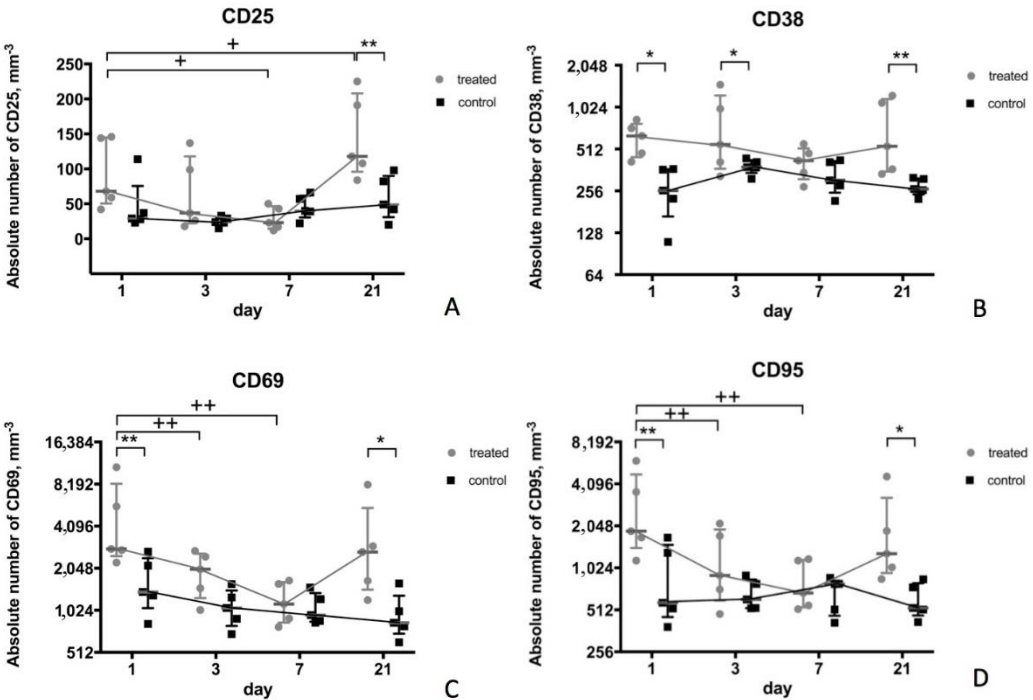 CD25
Absolute number of CD25, mm-3
250
200
150
100
50
0
+
+
**
treated
control
1 3 7 21
day
A
CD38
Absolute number of CD38, mm-3
2,048
1,024
512
256
128
64
*
*
**
treated
control
1 3 7 21
day
B
CD69
Absolute number of CD69, mm-3
16,384
8,192
4,096
2,048
1,024
512
++
++
**
*
treated
control
1 3 7 21
day
C
CD95
Absolute number of CD95, mm-3
8,192
4,096
2,048
1,024
512
256
++
++
**
*
treated
control
1 3 7 21
day
D